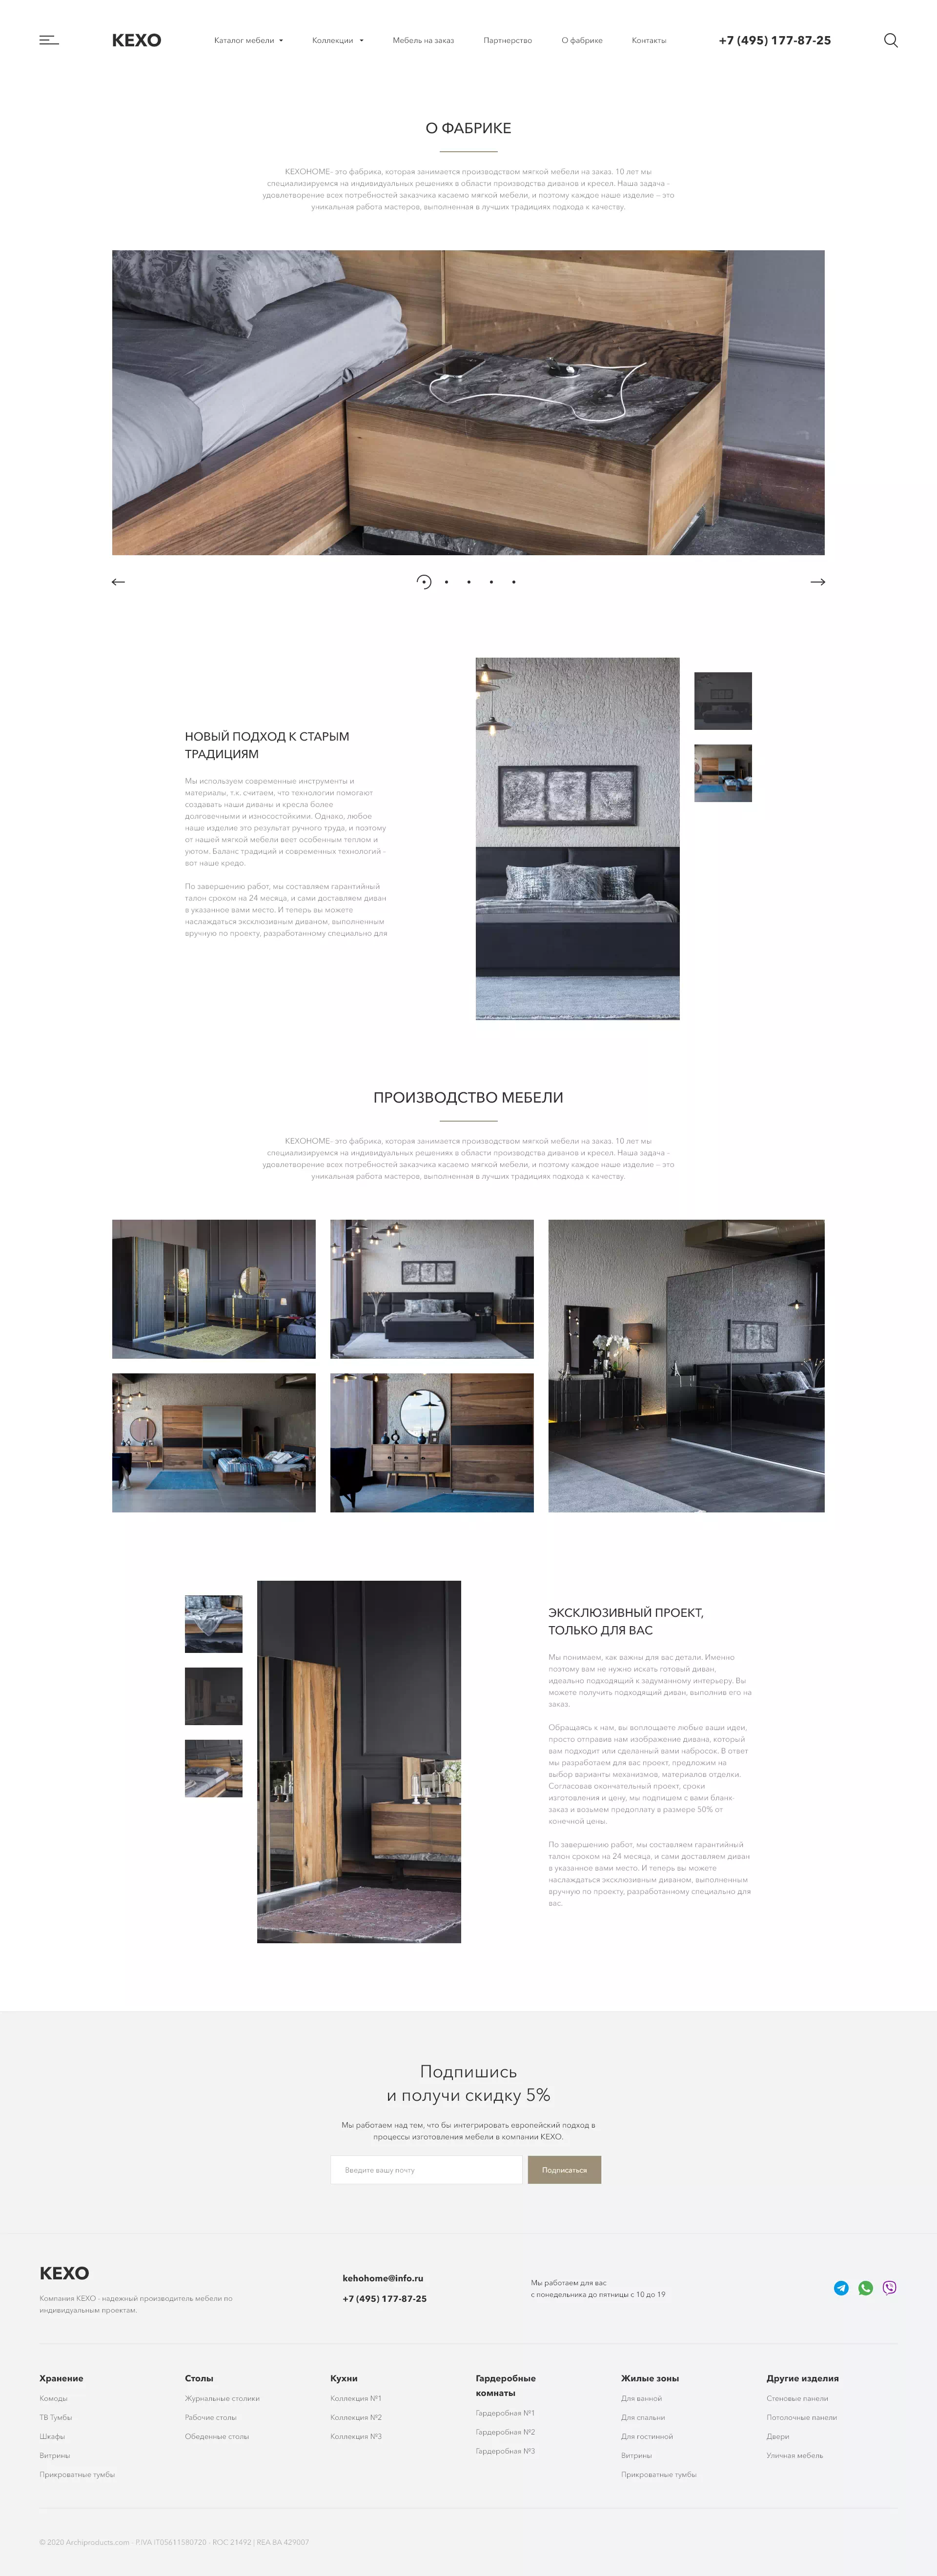 КЕХО
Каталог мебели
Коллекции
Мебель на заказ
Партнерство
О фабрике
Контакты
+7 (495) 177-87-25
О ФАБРИКЕ
KEXOHOME- это фабрика, которая занимается производством мягкой мебели на заказ. 10 лет мы
специализируемся на индивидуальных решениях в области производства диванов и кресел. Наша задача -
удовлетворение всех потребностей заказчика касаемо мягкой мебели, и поэтому каждое наше изделие – это
уникальная работа мастеров, выполненная в лучших традициях подхода к качеству.
НОВЫЙ ПОДХОД К СТАРЫМ
ТРАДИЦИЯМ
Мы используем современные инструменты и
материалы, т.к. считаем, что технологии помогают
создавать наши диваны и кресла более
долговечными и износостойкими. Однако, любое
наше изделие это результат ручного труда, и поэтому
от нашей мягкой мебели веет особенным теплом и
уютом. Баланс традиций и современных технологий -
вот наше кредо.
По завершению работ, мы составляем гарантийный
талон сроком на 24 месяца, и сами доставляем диван
в указанное вами место. И теперь вы можете
наслаждаться эксклюзивным диваном, выполненным
вручную по проекту, разработанному специально для
ПРОИЗВОДСТВО МЕБЕЛИ
KEXOHOME- это фабрика, которая занимается производством мягкой мебели на заказ. 10 лет мы
специализируемся на индивидуальных решениях в области производства диванов и кресел. Наша задача -
удовлетворение всех потребностей заказчика касаемо мягкой мебели, и поэтому каждое наше изделие – это
уникальная работа мастеров, выполненная в лучших традициях подхода к качеству.
ЭКСКЛЮЗИВНЫЙ ПРОЕКТ,
ТОЛЬКО ДЛЯ ВАС
Мы понимаем, как важны для вас детали. Именно
поэтому вам не нужно искать готовый диван,
идеально подходящий к задуманному интерьеру. Вы
можете получить подходящий диван, выполнив его на
заказ.
Обращаясь к нам, вы воплощаете любые ваши идеи,
просто отправив нам изображение дивана, который
вам подходит или сделанный вами набросок. В ответ
мы разработаем для вас проект, предложим на
выбор варианты механизмов, материалов отделки.
Согласовав окончательный проект, сроки
изготовления и цену, мы подпишем с вами бланк-
заказ и возьмем предоплату в размере 50% от
конечной цены.
По завершению работ, мы составляем гарантийный
талон сроком на 24 месяца, и сами доставляем диван
в указанное вами место. И теперь вы можете
наслаждаться эксклюзивным диваном, выполненным
вручную по проекту, разработанному специально для
вас.
Подпишись
и получи скидку 5%
Мы работаем над тем, что бы интегрировать европейский подход в
процессы изготовления мебели в компании КЕХО.
Введите вашу почту
Подписаться
КЕХО
Компания КЕХО - надежный производитель мебели по
индивидуальным проектам.
kehohome@info.ru
+7 (495) 177-87-25
Мы работаем для вас
с понедельника до пятницы с 10 до 19
Хранение
Комоды
ТВ Тумбы
Шкафы
Витрины
Прикроватные тумбы
Столы
Журнальные столики
Рабочие столы
Обеденные столы
Кухни
Коллекция №1
Коллекция №2
Коллекция №3
Гардеробные
комнаты
Гардеробная №1
Гардеробная №2
Гардеробная №3
Жилые зоны
Для ванной
Для спальни
Для гостинной
Витрины
Прикроватные тумбы
Другие изделия
Стеновые панели
Потолочные панели
Двери
Уличная мебель
© 2020 Archiproducts.com - P.IVA IT05611580720 - ROC 21492 | REA BA 429007